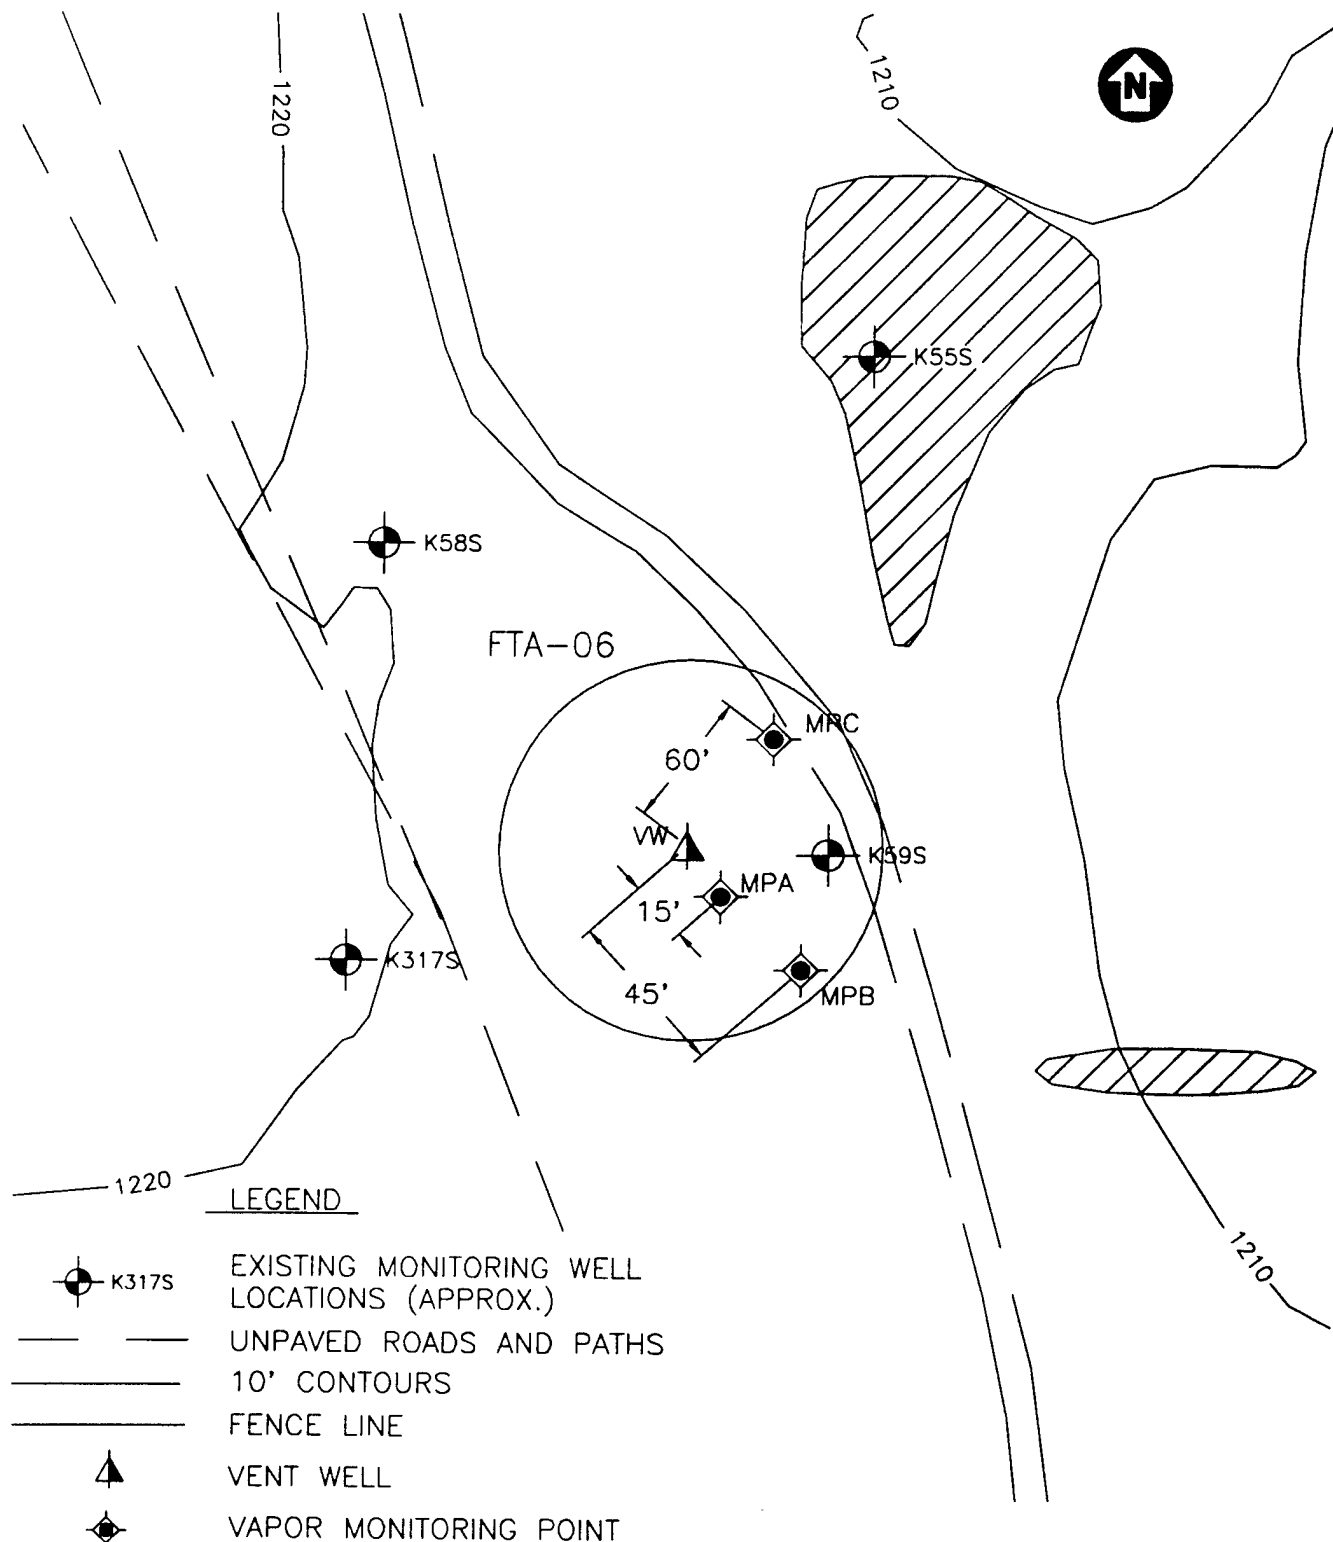 1220
1210
N
K55S
K58S
FTA-06
MPC
60'
VW
K59S
MPA
15'
K317S
45'
MPB
1220
1210
LEGEND
K317S EXISTING MONITORING WELL
LOCATIONS (APPROX.)
UNPAVED ROADS AND PATHS
10' CONTOURS
FENCE LINE
VENT WELL
VAPOR MONITORING POINT